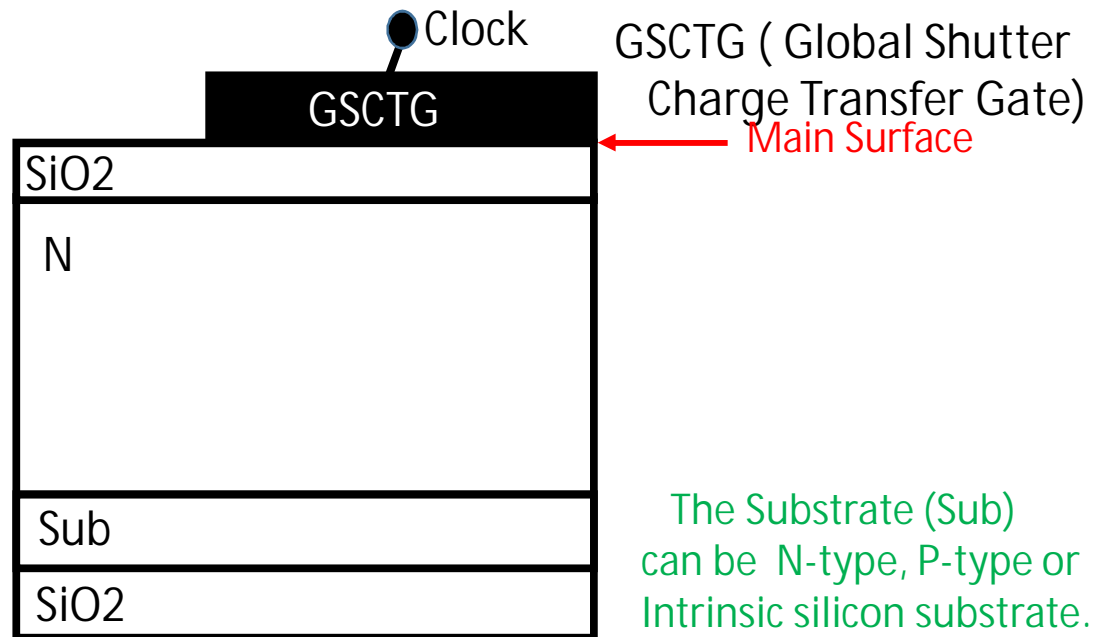 Clock
GSCTG ( Global Shutter
Charge Transfer Gate)
GSCTG
Main Surface
SiO2
N
Sub
The Substrate (Sub)
can be N-type, P-type or
Intrinsic silicon substrate.
SiO2